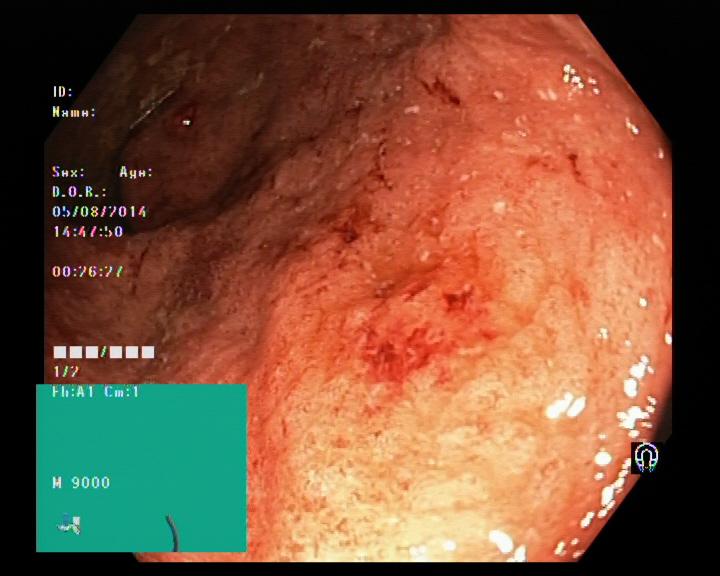 ID:
Name:
Sex: Age:
D.O.B.:
05/08/2014
14:47:50
00:26:27
■■■/■■■
1/2
Eh:A1 Cm:1
M 9000